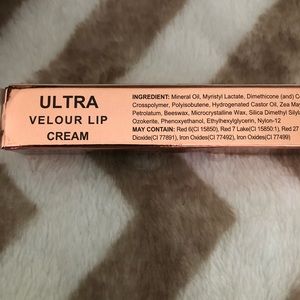 ULTRA
VELOUR LIP
CREAM
INGREDIENT: Mineral Oil, Myristyl Lactate, Dimethicone (and)
Crosspolymer, Polyisobutene, Hydrogenated Castor Oil, Zea
Petrolatum, Beeswax, Microcrystalline Wax, Silica Dimethyl
Ozokerite, Phenoxyethanol, Ethylhexylglycerin, Nylon-12
MAY CONTAIN: Red 6(CI 15850), Red 7 Lake(CI 15850:1), Red 27
Dioxide(CI 77891), Iron Oxides(CI 77492), Iron Oxides(CI 77499)